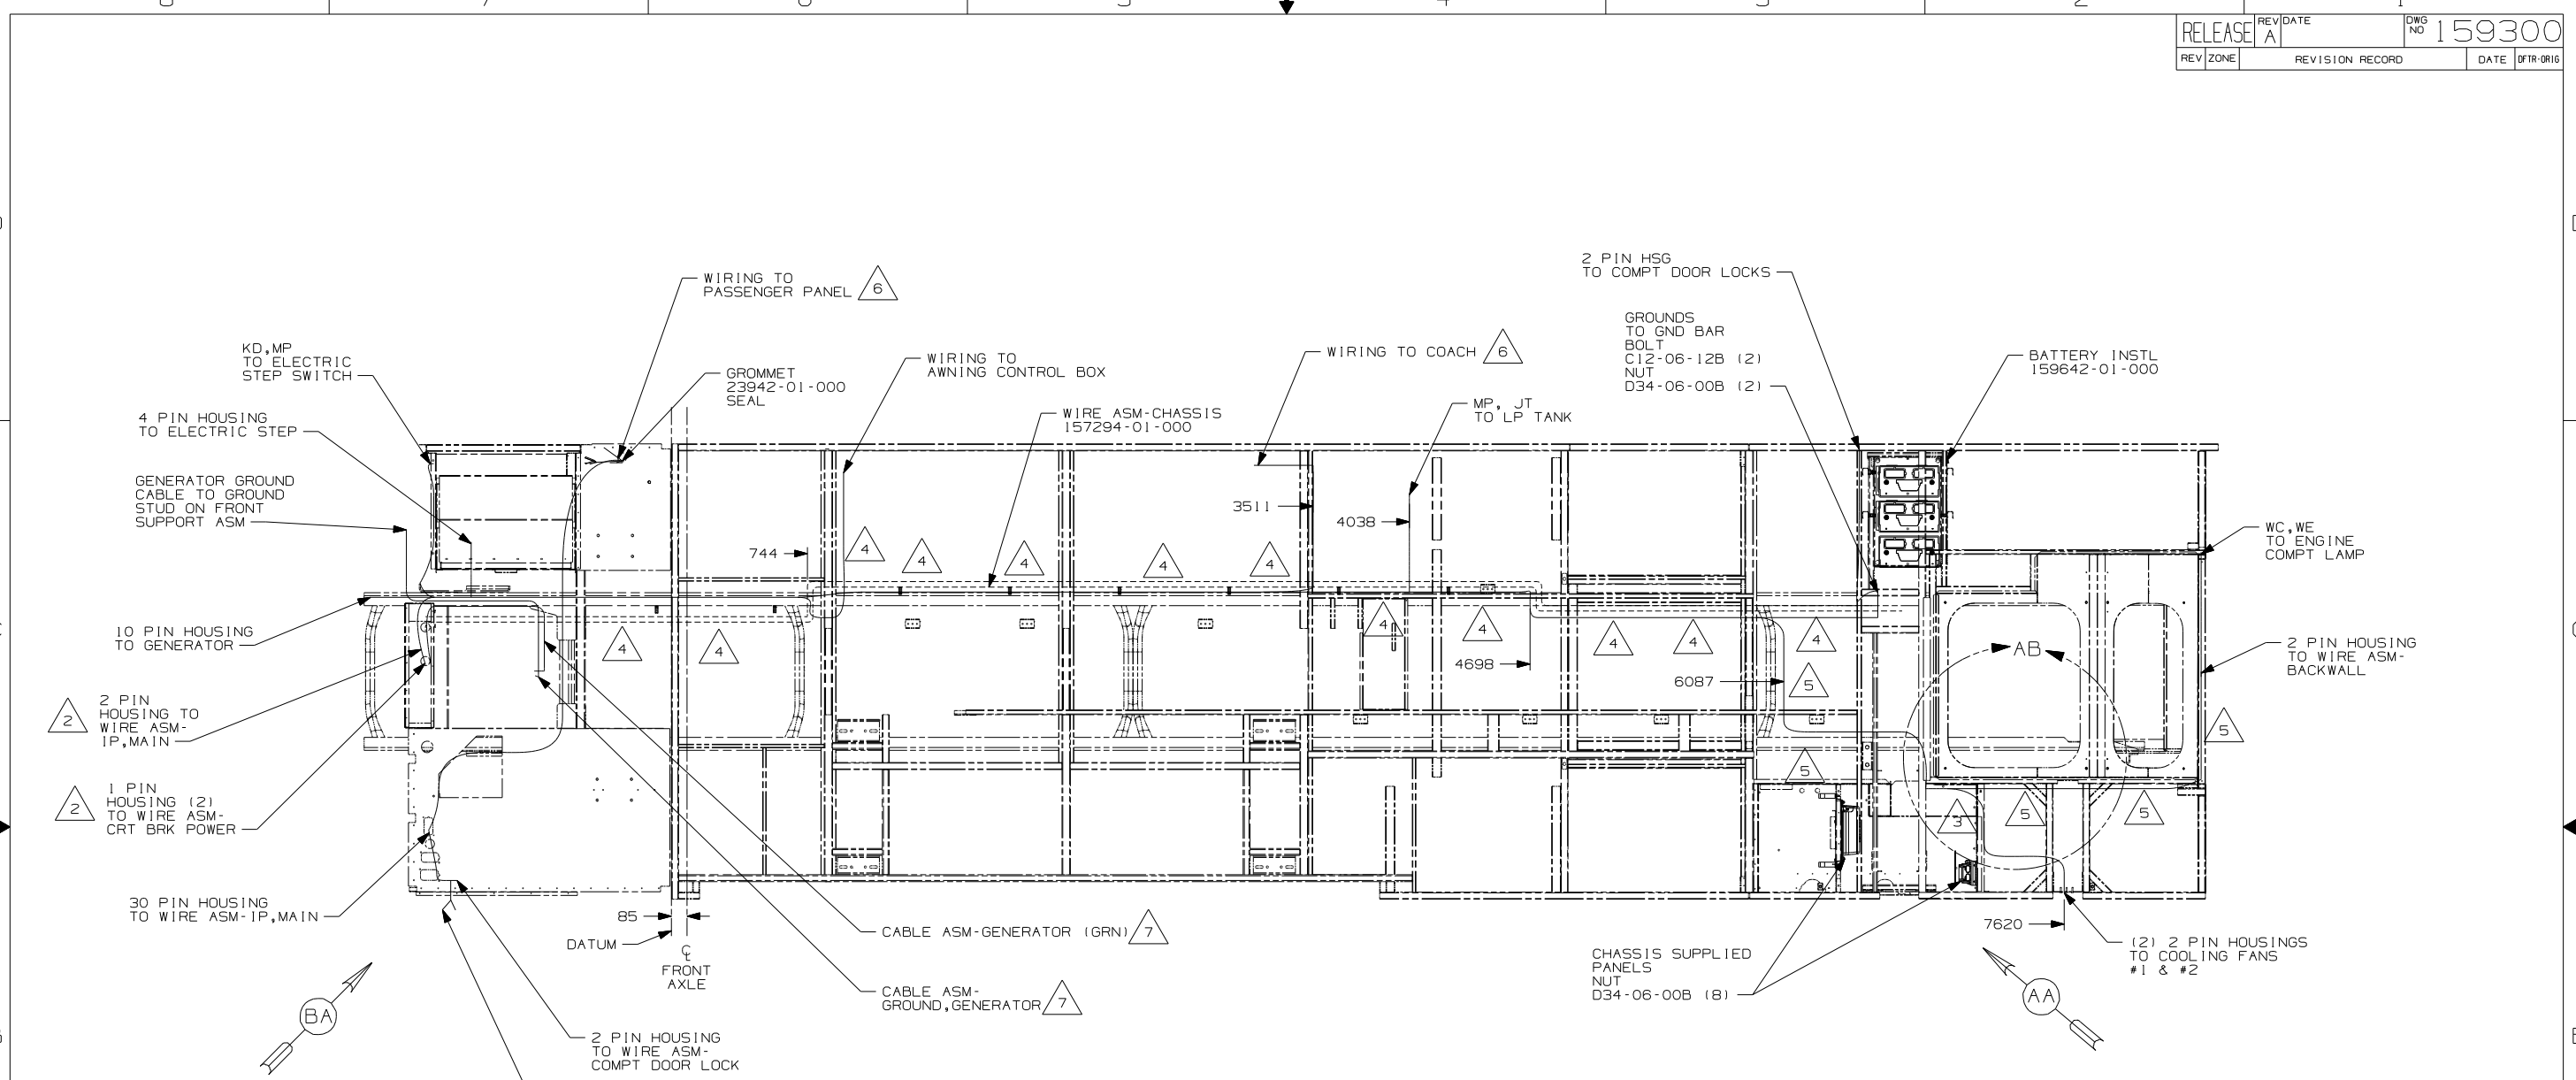 RELEASE
REV
A
DATE
DWG
NO
159300
REV
ZONE
REVISION RECORD
DATE
DFTR-ORIG
WIRING TO
PASSENGER PANEL
6
2 PIN HSG
TO COMPT DOOR LOCKS
GROUNDS
TO GND BAR
BOLT
C12-06-12B (2)
NUT
D34-06-00B (2)
KD,MP
TO ELECTRIC
STEP SWITCH
GROMMET
23942-01-000
SEAL
WIRING TO
AWNING CONTROL BOX
WIRING TO COACH
6
BATTERY INSTL
159642-01-000
4 PIN HOUSING
TO ELECTRIC STEP
WIRE ASM-CHASSIS
157294-01-000
MP, JT
TO LP TANK
GENERATOR GROUND
CABLE TO GROUND
STUD ON FRONT
SUPPORT ASM
3511
4038
744
4
4
4
4
4
WC,WE
TO ENGINE
COMPT LAMP
10 PIN HOUSING
TO GENERATOR
4
4
4
4
4
4
4
4698
6087
5
AB
2 PIN HOUSING
TO WIRE ASM-
BACKWALL
2
2 PIN
HOUSING TO
WIRE ASM-
IP,MAIN
5
2
1 PIN
HOUSING (2)
TO WIRE ASM-
CRT BRK POWER
5
3
5
5
30 PIN HOUSING
TO WIRE ASM-IP,MAIN
85
DATUM
FRONT
AXLE
CABLE ASM-GENERATOR (GRN)
7
7620
CHASSIS SUPPLIED
PANELS
NUT
D34-06-00B (8)
(2) 2 PIN HOUSINGS
TO COOLING FANS
#1 & #2
CABLE ASM-
GROUND,GENERATOR
7
BA
AA
2 PIN HOUSING
TO WIRE ASM-
COMPT DOOR LOCK